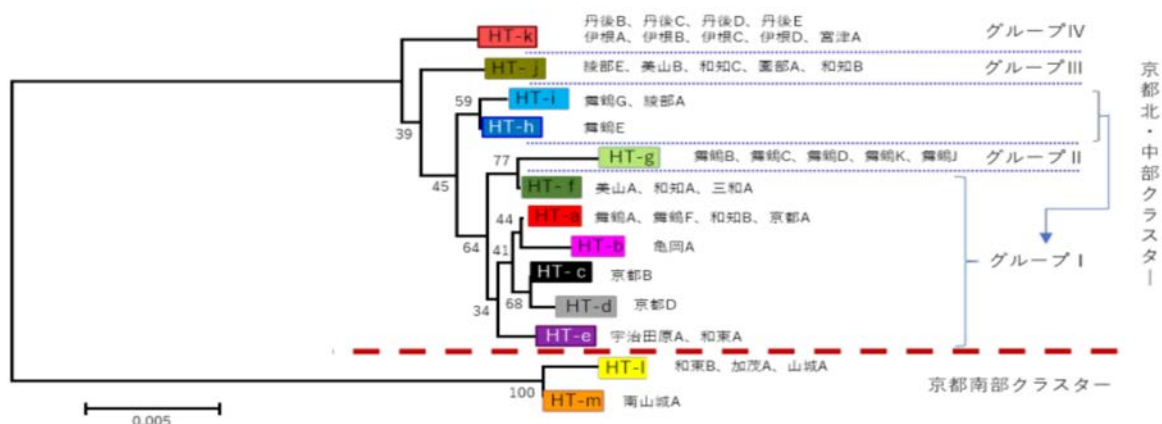 丹後B、丹後C、丹後D、丹後E
HT-k
伊根A、伊根B、伊根C、伊根D、宮津A
グループⅣ
HT-j
綾部E、美山B、和知C、園部A、和知B
グループⅢ
59
HT-i
舞鶴G、綾部A
39
HT-h
舞鶴E
77
HT-g
舞鶴B、舞鶴C、舞鶴D、舞鶴K、舞鶴J
グループⅡ
45
HT-f
美山A、和知A、三和A
44
HT-a
舞鶴A、舞鶴F、和知B、京都A
64
41
HT-b
亀岡A
グループⅠ
HT-c
京都B
34
68
HT-d
京都D
HT-e
宇治田原A、和東A
京都北・中部クラスター
HT-l
和東B、加茂A、山城A
京都南部クラスター
100
HT-m
南山城A
0.005